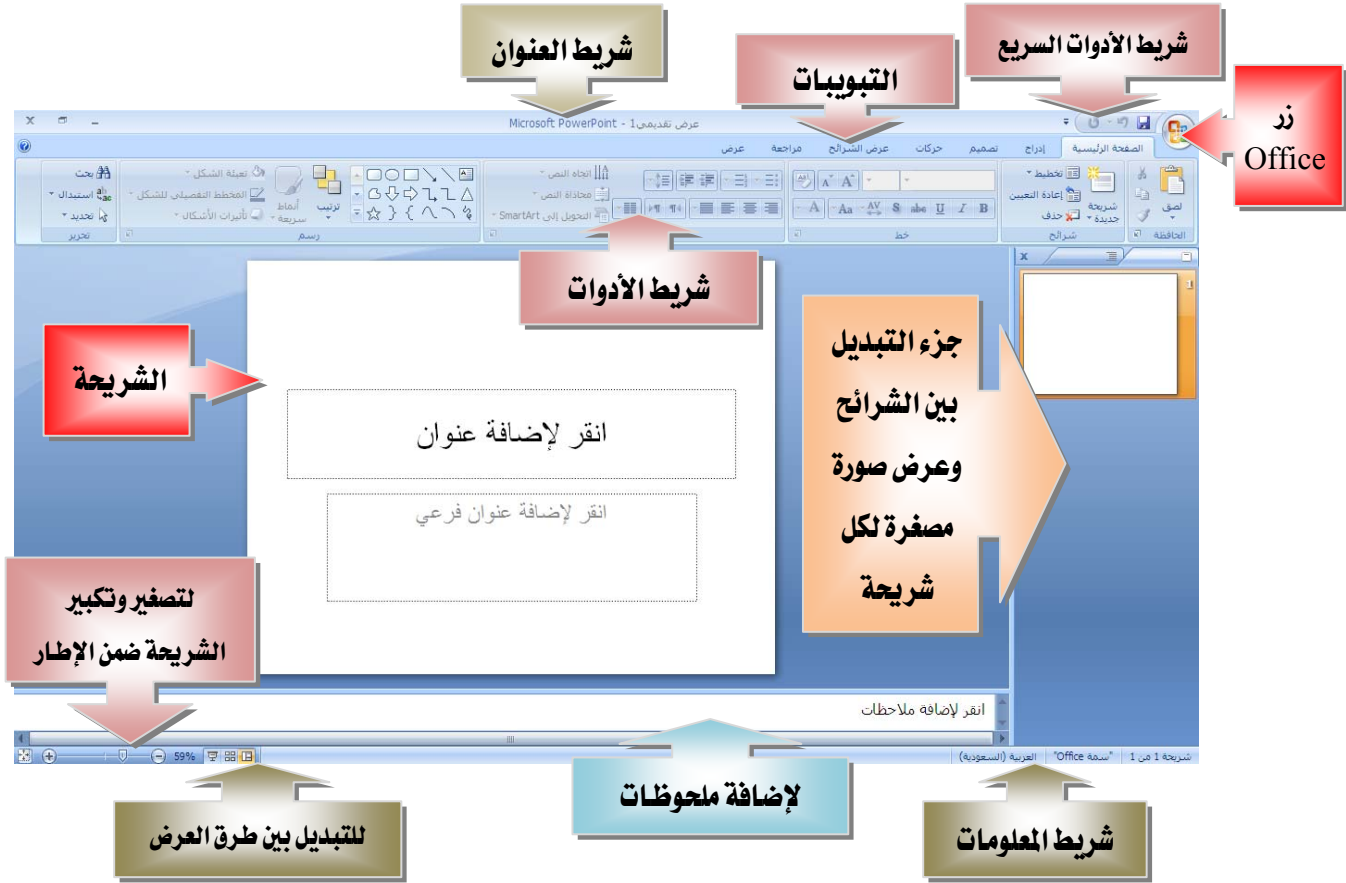 شريط العنوان
شريط الأدوات السريع
التبويبات
زر
Office
عرض تقديمي1 - Microsoft PowerPoint
الصفحة الرئيسية
إدراج
تصميم
حركات
عرض الشرائح
مراجعة
عرض
لصق
الحافظة
شريحة
جديدة
تخطيط
إعادة التعيين
حذف
شرائح
B I U abe S AV Aa A
خط
اتجاه النص
محاذاة النص
التحويل إلى SmartArt
ترتيب
أنماط
سريعة
تعبئة الشكل
المخطط التفصيلي للشكل
تأثيرات الأشكال
رسم
بحث
استبدال
تحديد
تحرير
شريط الأدوات
1
الشريحة
جزء التبديل
بين الشرائح
وعرض صورة
مصغرة لكل
شريحة
انقر لإضافة عنوان
انقر لإضافة عنوان فرعي
لتصغير وتكبير
الشريحة ضمن الإطار
انقر لإضافة ملاحظات
شريحة 1 من 1
"سمة Office"
العربية (السعودية)
59%
لإضافة ملحوظات
للتبديل بين طرق العرض
شريط المعلومات